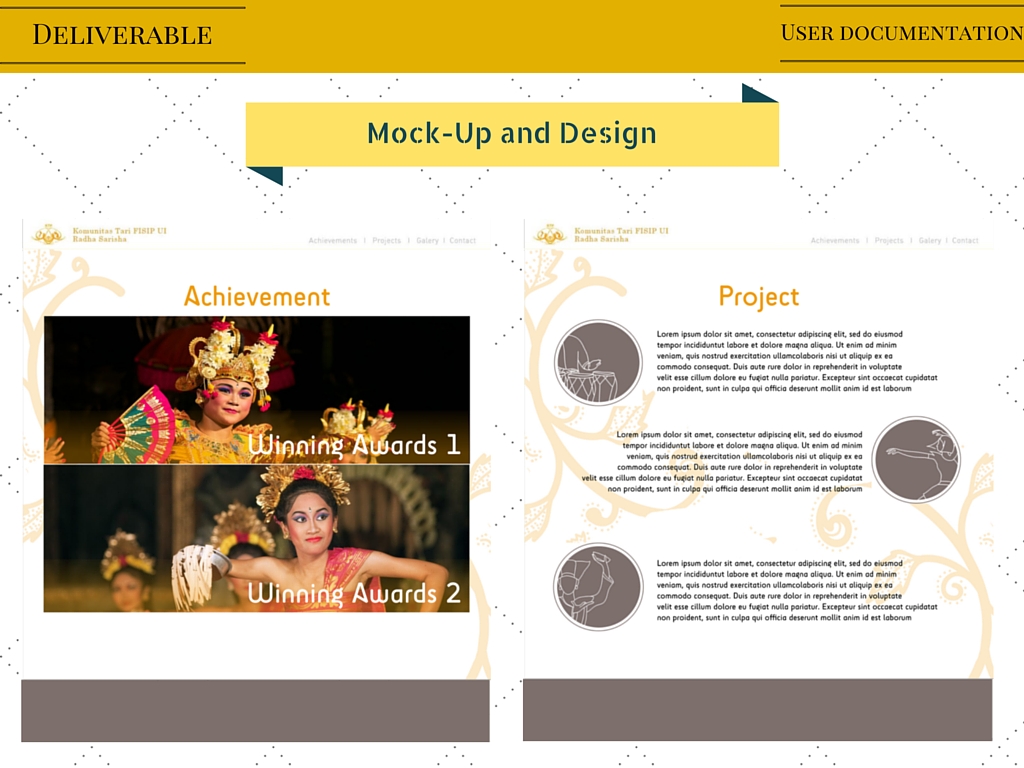 Deliverable
User documentation
Mock-Up and Design
Komunitas Tari FISIP UI
Radha Sarisha
Achievements | Projects | Galery | Contact
Achievement
Winning Awards 1
Winning Awards 2
Komunitas Tari FISIP UI
Radha Sarisha
Achievements | Projects | Galery | Contact
Project
Lorem ipsum dolor sit amet, consectetur adipiscing elit, sed do eiusmod
tempor incididuntut labore et dolore magna aliqua. Ut enim ad minim
veniam, quis nostrud exercitation ullamcolaboris nisi ut aliquip ex ea
commodo consequat. Duis aute rure dolor in reprehenderit in voluptate
velit esse cillum dolore eu fugiat nulla pariatur. Excepteur sint occaecat cupidatat
non proident, sunt in culpa qui officia deserunt mollit anim id est laborum
Lorem ipsum dolor sit amet, consectetur adipiscing elit, sed do eiusmod
tempor incididuntut labore et dolore magna aliqua. Ut enim ad minim
veniam, quis nostrud exercitation ullamcolaboris nisi ut aliquip ex ea
commodo consequat. Duis aute rure dolor in reprehenderit in voluptate
velit esse cillum dolore eu fugiat nulla pariatur. Excepteur sint occaecat cupidatat
non proident, sunt in culpa qui officia deserunt mollit anim id est laborum
Lorem ipsum dolor sit amet, consectetur adipiscing elit, sed do eiusmod
tempor incididuntut labore et dolore magna aliqua. Ut enim ad minim
veniam, quis nostrud exercitation ullamcolaboris nisi ut aliquip ex ea
commodo consequat. Duis aute rure dolor in reprehenderit in voluptate
velit esse cillum dolore eu fugiat nulla pariatur. Excepteur sint occaecat cupidatat
non proident, sunt in culpa qui officia deserunt mollit anim id est laborum